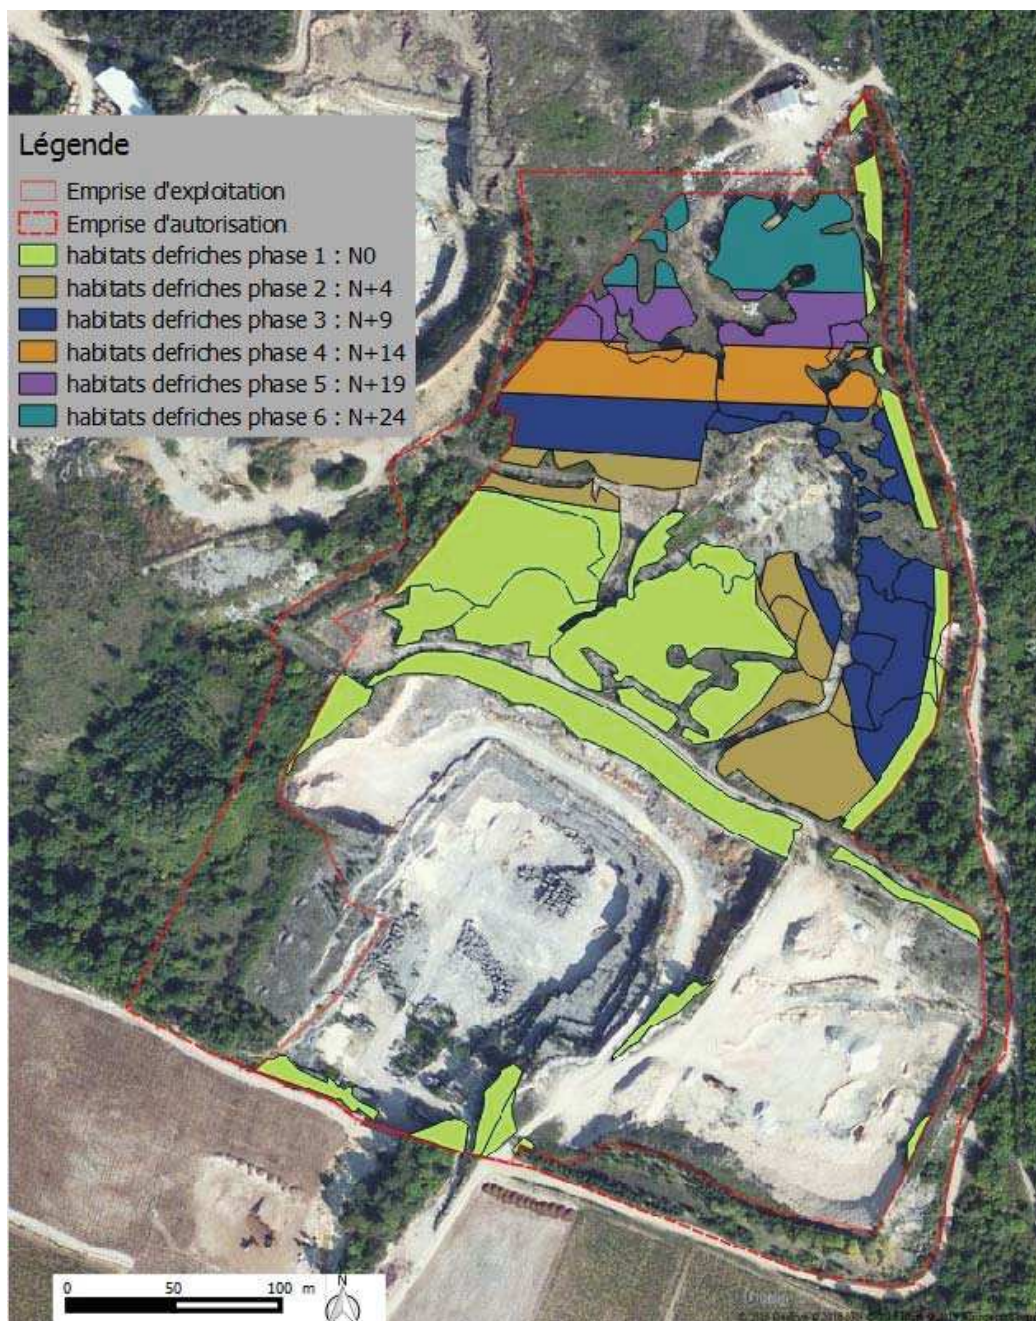 Légende
Emprise d'exploitation
Emprise d'autorisation
habitats defriches phase 1 : N0
habitats defriches phase 2 : N+4
habitats defriches phase 3 : N+9
habitats defriches phase 4 : N+14
habitats defriches phase 5 : N+19
habitats defriches phase 6 : N+24
0 50 100 m
N